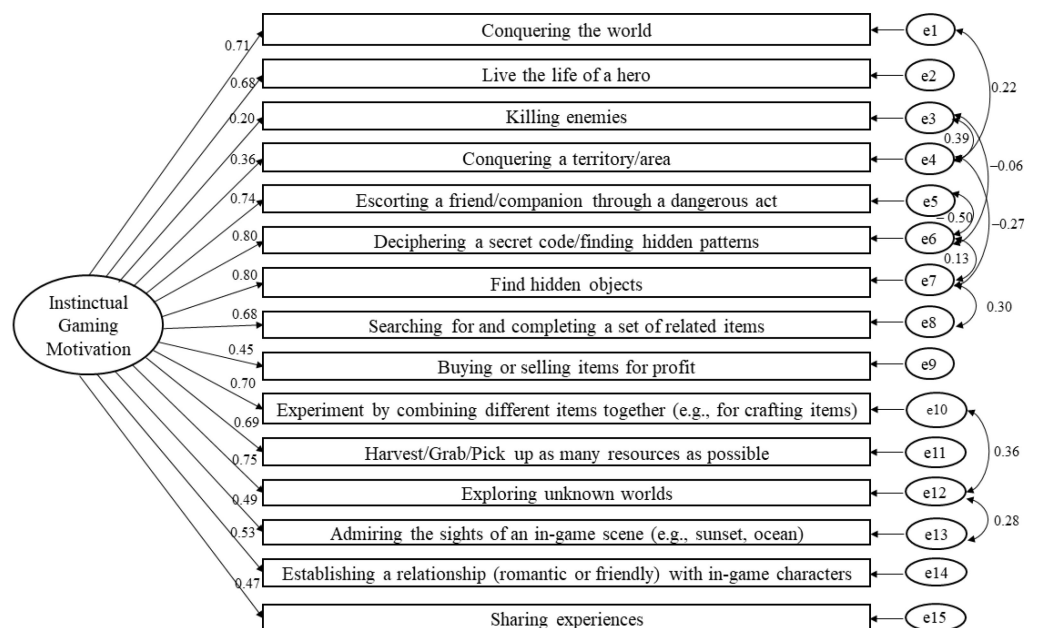 0.71
Conquering the world
e1
0.68
Live the life of a hero
e2
0.22
0.20
Killing enemies
e3
0.39
0.36
Conquering a territory/area
e4
–0.06
0.74
Escorting a friend/companion through a dangerous act
e5
–0.50
–0.27
0.80
Deciphering a secret code/finding hidden patterns
e6
0.13
0.80
Find hidden objects
e7
Instinctual
Gaming
Motivation
0.30
0.68
Searching for and completing a set of related items
e8
0.45
Buying or selling items for profit
e9
0.70
Experiment by combining different items together (e.g., for crafting items)
e10
0.69
Harvest/Grab/Pick up as many resources as possible
e11
0.36
0.75
Exploring unknown worlds
e12
0.49
0.28
Admiring the sights of an in-game scene (e.g., sunset, ocean)
e13
0.53
Establishing a relationship (romantic or friendly) with in-game characters
e14
0.47
Sharing experiences
e15